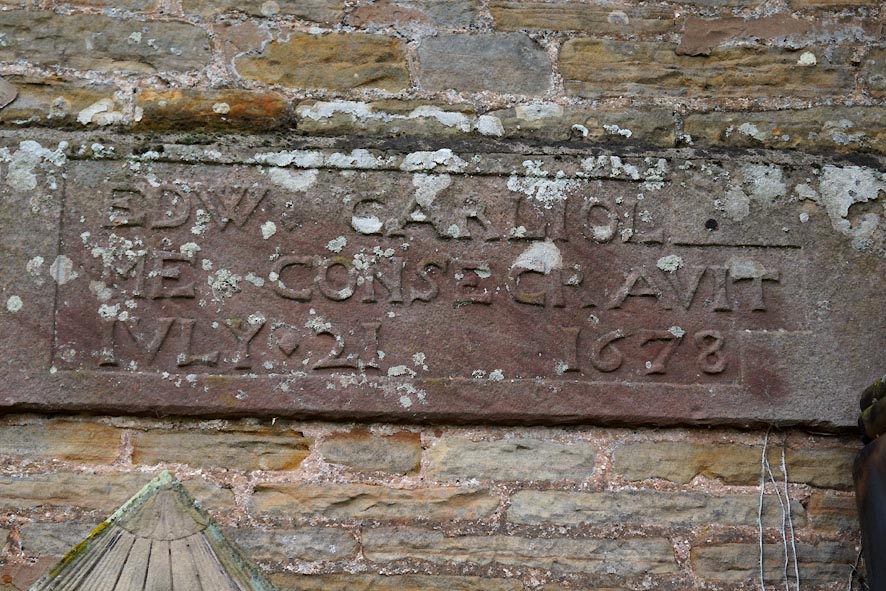 EDW. CARLIOL
ME CONSECRAVIT
IVLY 21 1678